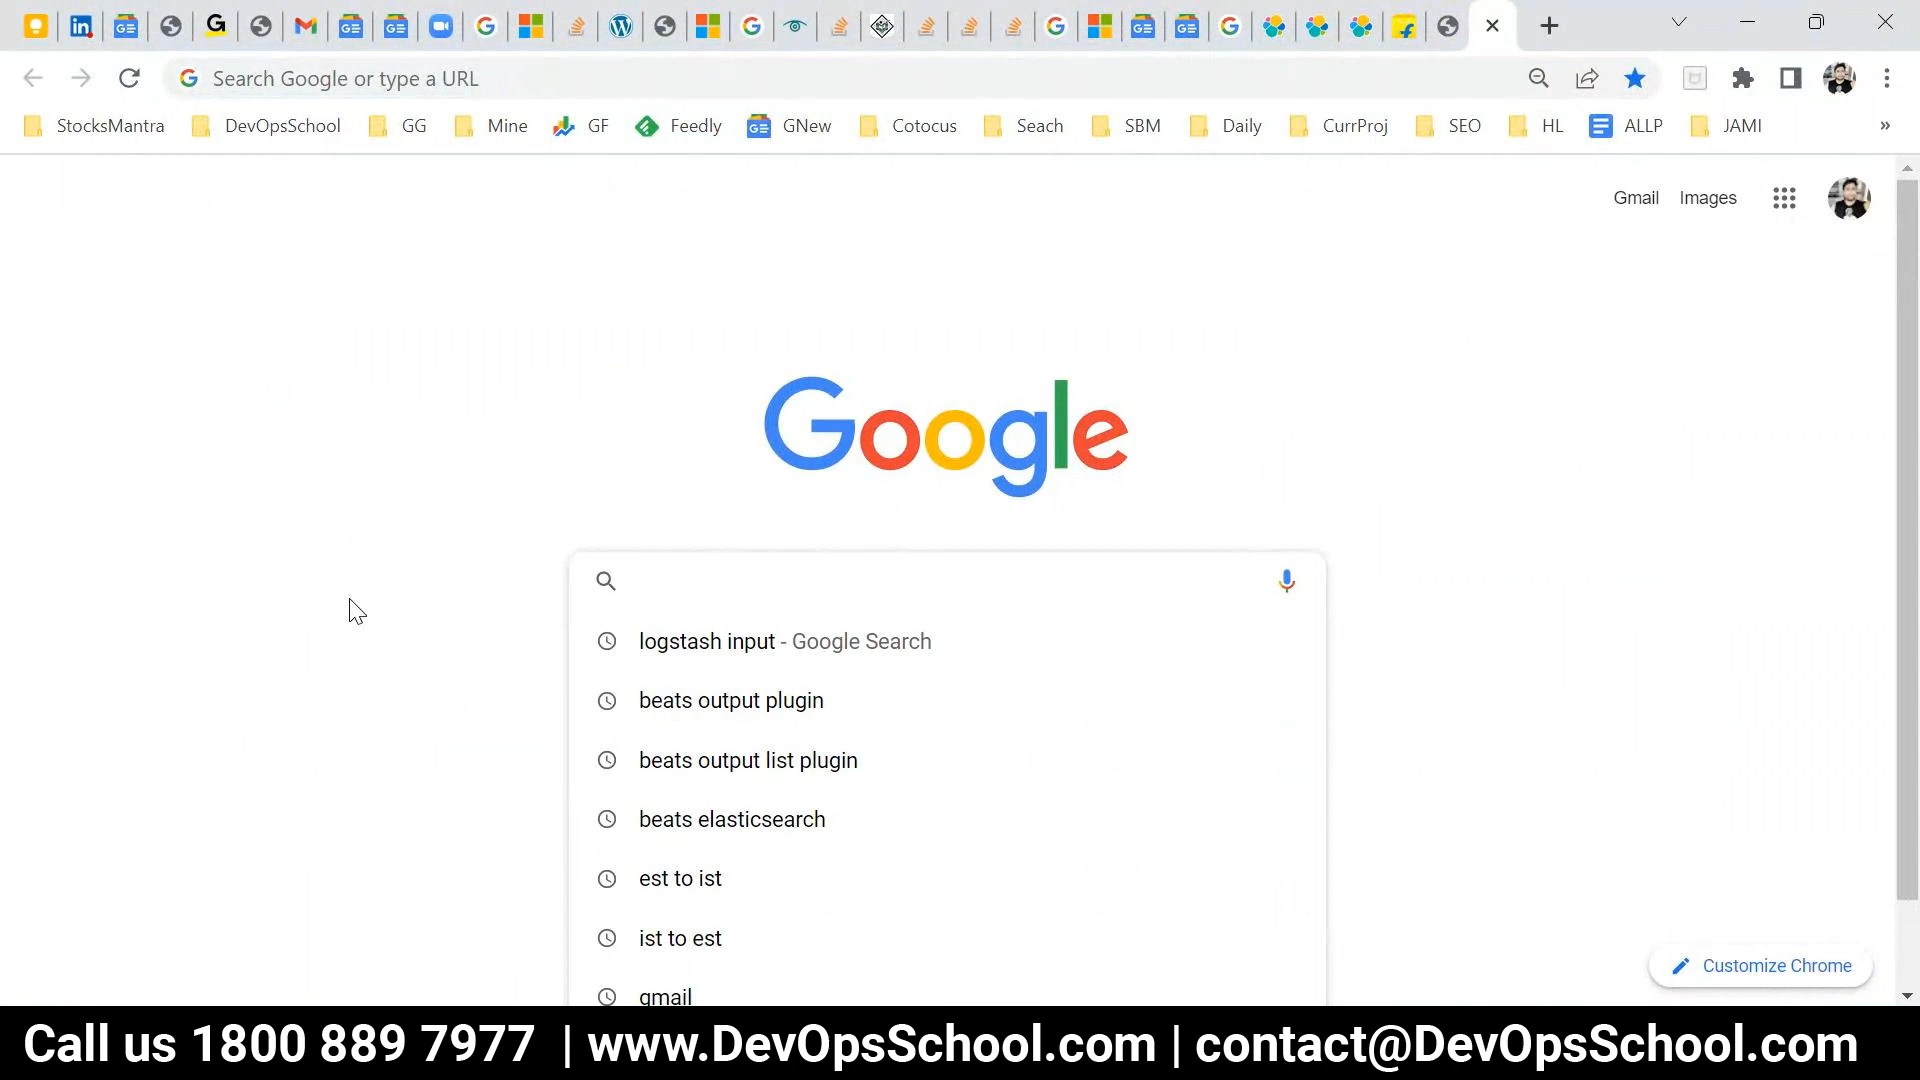 Search Google or type a URL
StocksMantra DevOpsSchool GG Mine GF Feedly GNew Cotocus Seach SBM Daily CurrProj SEO HL ALLP JAMI »
Gmail Images
Google
logstash input - Google Search
beats output plugin
beats output list plugin
beats elasticsearch
est to ist
ist to est
gmail
Customize Chrome
Call us 1800 889 7977 | www.DevOpsSchool.com | contact@DevOpsSchool.com